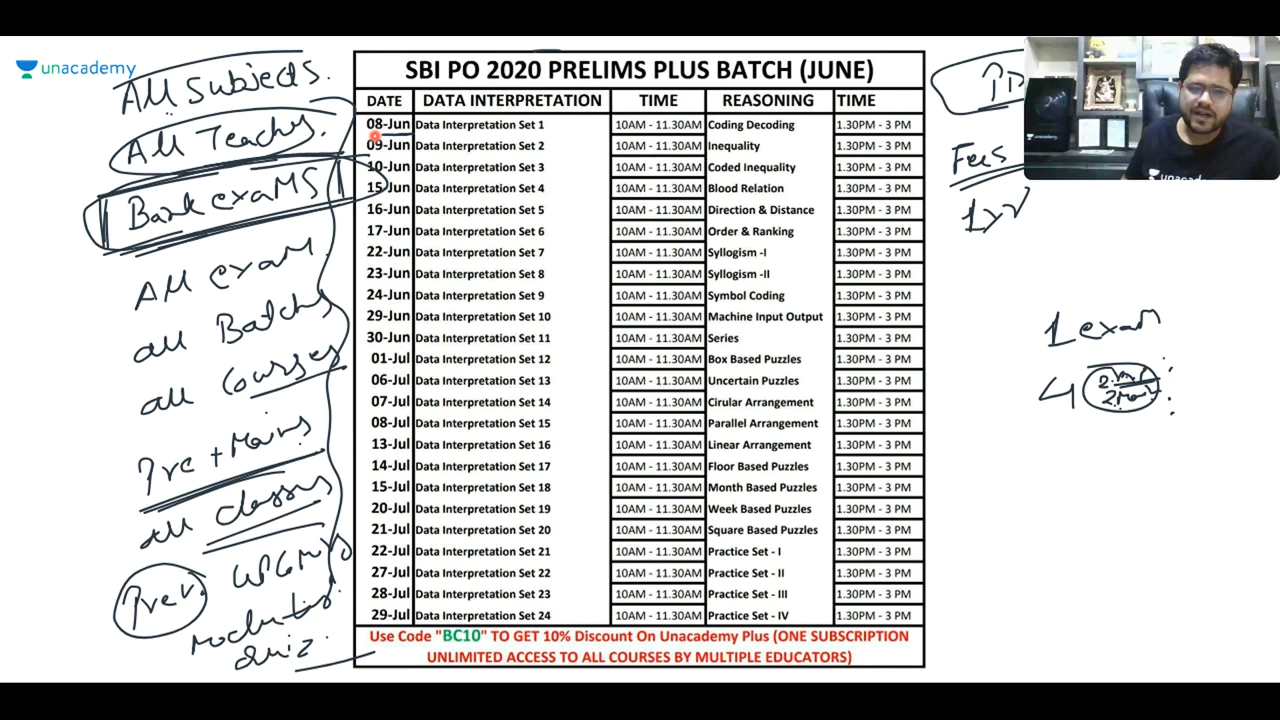 unacademy
All Subjects.
All Teachers.
Bank exaMS
All exam
all Batches
all Courses
Pre + Mains
All classes
Prev.
quiz
SBI PO 2020 PRELIMS PLUS BATCH (JUNE)
DATE DATA INTERPRETATION TIME REASONING TIME
08-Jun Data Interpretation Set 1 10AM - 11.30AM Coding Decoding 1.30PM - 3 PM
09-Jun Data Interpretation Set 2 10AM - 11.30AM Inequality 1.30PM - 3 PM
10-Jun Data Interpretation Set 3 10AM - 11.30AM Coded Inequality 1.30PM - 3 PM
15-Jun Data Interpretation Set 4 10AM - 11.30AM Blood Relation 1.30PM - 3 PM
16-Jun Data Interpretation Set 5 10AM - 11.30AM Direction & Distance 1.30PM - 3 PM
17-Jun Data Interpretation Set 6 10AM - 11.30AM Order & Ranking 1.30PM - 3 PM
22-Jun Data Interpretation Set 7 10AM - 11.30AM Syllogism -I 1.30PM - 3 PM
23-Jun Data Interpretation Set 8 10AM - 11.30AM Syllogism -II 1.30PM - 3 PM
24-Jun Data Interpretation Set 9 10AM - 11.30AM Symbol Coding 1.30PM - 3 PM
29-Jun Data Interpretation Set 10 10AM - 11.30AM Machine Input Output 1.30PM - 3 PM
30-Jun Data Interpretation Set 11 10AM - 11.30AM Series 1.30PM - 3 PM
01-Jul Data Interpretation Set 12 10AM - 11.30AM Box Based Puzzles 1.30PM - 3 PM
06-Jul Data Interpretation Set 13 10AM - 11.30AM Uncertain Puzzles 1.30PM - 3 PM
07-Jul Data Interpretation Set 14 10AM - 11.30AM Cirular Arrangement 1.30PM - 3 PM
08-Jul Data Interpretation Set 15 10AM - 11.30AM Parallel Arrangement 1.30PM - 3 PM
13-Jul Data Interpretation Set 16 10AM - 11.30AM Linear Arrangement 1.30PM - 3 PM
14-Jul Data Interpretation Set 17 10AM - 11.30AM Floor Based Puzzles 1.30PM - 3 PM
15-Jul Data Interpretation Set 18 10AM - 11.30AM Month Based Puzzles 1.30PM - 3 PM
20-Jul Data Interpretation Set 19 10AM - 11.30AM Week Based Puzzles 1.30PM - 3 PM
21-Jul Data Interpretation Set 20 10AM - 11.30AM Square Based Puzzles 1.30PM - 3 PM
22-Jul Data Interpretation Set 21 10AM - 11.30AM Practice Set - I 1.30PM - 3 PM
27-Jul Data Interpretation Set 22 10AM - 11.30AM Practice Set - II 1.30PM - 3 PM
28-Jul Data Interpretation Set 23 10AM - 11.30AM Practice Set - III 1.30PM - 3 PM
29-Jul Data Interpretation Set 24 10AM - 11.30AM Practice Set - IV 1.30PM - 3 PM
Use Code "BC10" TO GET 10% Discount On Unacademy Plus (ONE SUBSCRIPTION
UNLIMITED ACCESS TO ALL COURSES BY MULTIPLE EDUCATORS)
Fees
1 yr
1 exam
4
unacademy